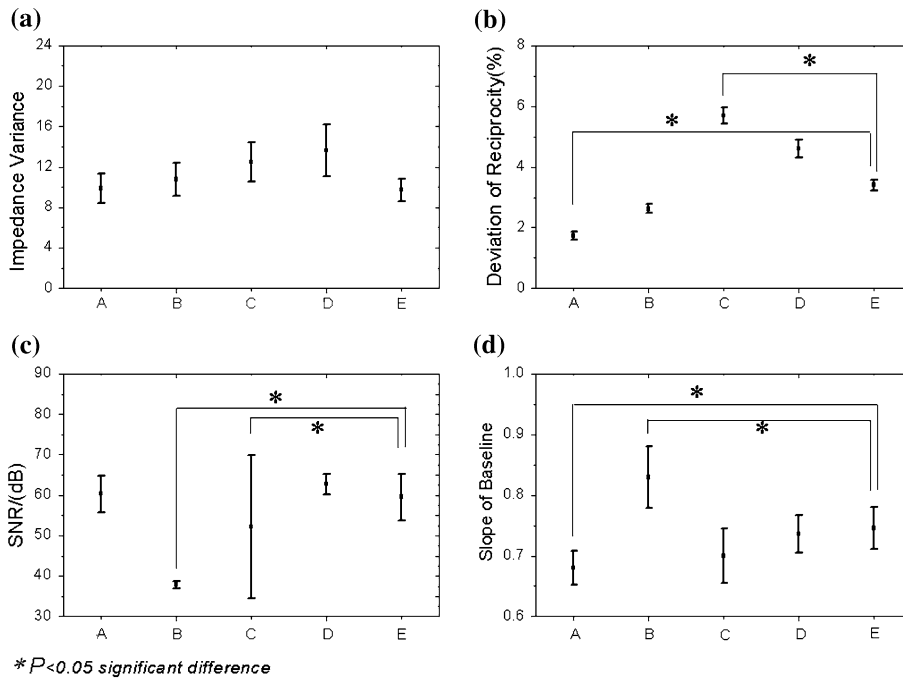 (a)
Impedance Variance
24
20
16
12
8
4
0
A B C D E
(b)
Deviation of Reciprocity(%)
8
6
4
2
0
*
*
A B C D E
(c)
SNR/(dB)
90
80
70
60
50
40
30
*
*
A B C D E
(d)
Slope of Baseline
1.0
0.9
0.8
0.7
0.6
*
*
A B C D E
*P<0.05 significant difference